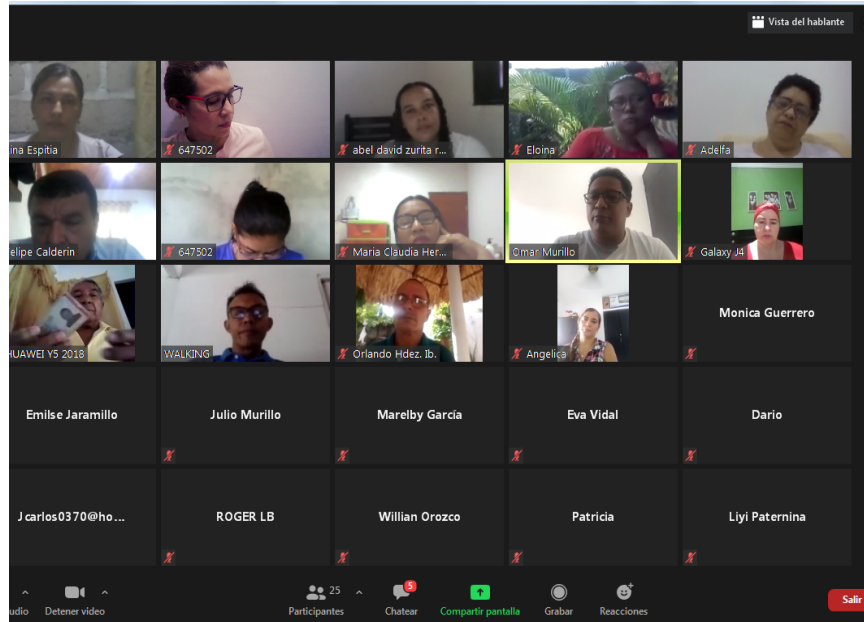 Vista del hablante
ina Espitia
647502
abel david zurita r...
Eloina
Adelfa
elipe Calderin
647502
Maria Claudia Her...
Omar Murillo
Galaxy J4
HUAWEI Y5 2018
WALKING
Orlando Hdez. Ib.
Angelica
Monica Guerrero
Emilse Jaramillo
Julio Murillo
Marelby García
Eva Vidal
Dario
Jcarlos0370@ho...
ROGER LB
Willian Orozco
Patricia
Liyi Paternina
udio
Detener video
25
Participantes
5
Chatear
Compartir pantalla
Grabar
Reacciones
Salir